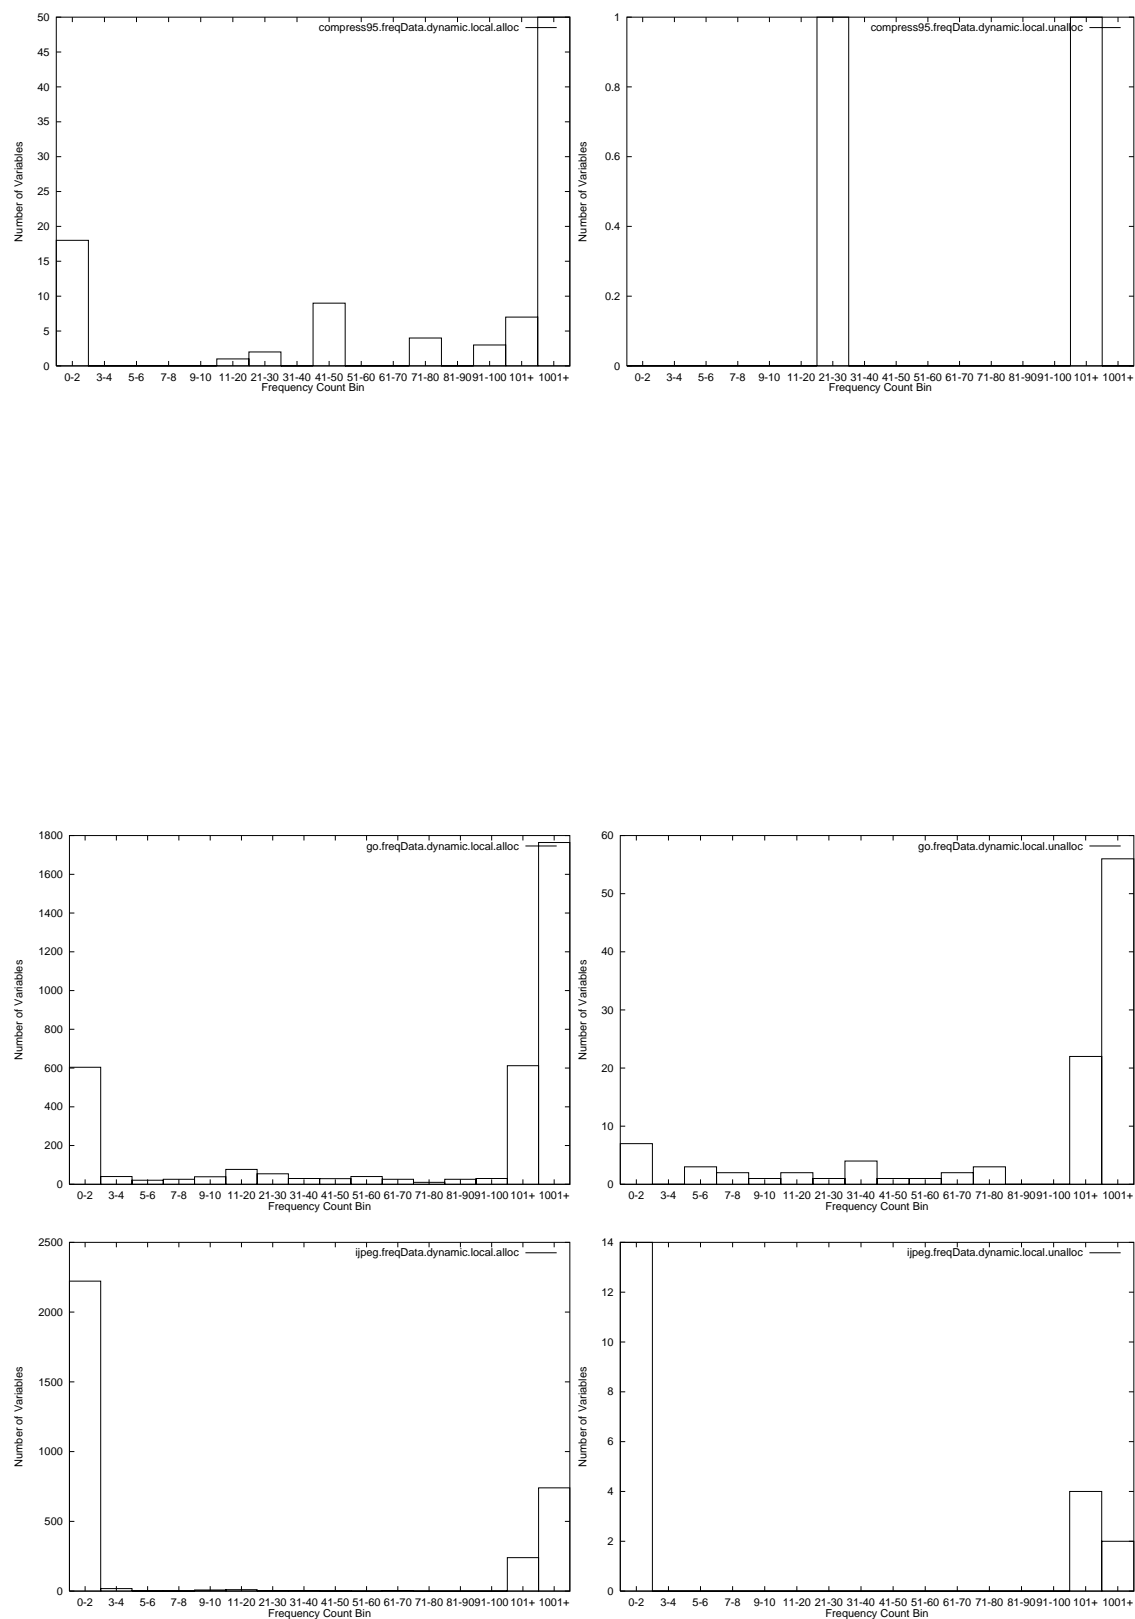 compress95.freqData.dynamic.local.alloc
50
45
40
35
30
25
20
15
10
5
0
Number of Variables
0-2 3-4 5-6 7-8 9-10 11-20 21-30 31-40 41-50 51-60 61-70 71-80 81-90 91-100 101+ 1001+
Frequency Count Bin
compress95.freqData.dynamic.local.unalloc
1
0.8
0.6
0.4
0.2
0
Number of Variables
0-2 3-4 5-6 7-8 9-10 11-20 21-30 31-40 41-50 51-60 61-70 71-80 81-90 91-100 101+ 1001+
Frequency Count Bin
go.freqData.dynamic.local.alloc
1800
1600
1400
1200
1000
800
600
400
200
0
Number of Variables
0-2 3-4 5-6 7-8 9-10 11-20 21-30 31-40 41-50 51-60 61-70 71-80 81-90 91-100 101+ 1001+
Frequency Count Bin
go.freqData.dynamic.local.unalloc
60
50
40
30
20
10
0
Number of Variables
0-2 3-4 5-6 7-8 9-10 11-20 21-30 31-40 41-50 51-60 61-70 71-80 81-90 91-100 101+ 1001+
Frequency Count Bin
ijpeg.freqData.dynamic.local.alloc
2500
2000
1500
1000
500
0
Number of Variables
0-2 3-4 5-6 7-8 9-10 11-20 21-30 31-40 41-50 51-60 61-70 71-80 81-90 91-100 101+ 1001+
Frequency Count Bin
ijpeg.freqData.dynamic.local.unalloc
14
12
10
8
6
4
2
0
Number of Variables
0-2 3-4 5-6 7-8 9-10 11-20 21-30 31-40 41-50 51-60 61-70 71-80 81-90 91-100 101+ 1001+
Frequency Count Bin